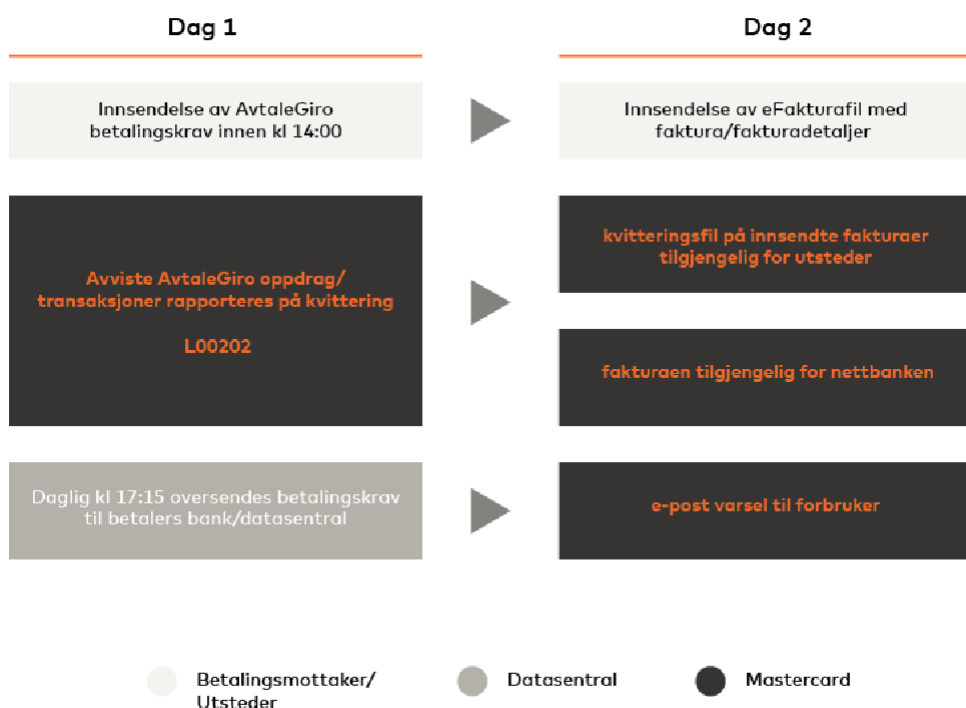 Dag 1
Dag 2
Innsendelse av AvtaleGiro
betalingskrav innen kl 14:00
Innsendelse av eFakturafil med
faktura/fakturadetaljer
Avviste AvtaleGiro oppdrag/
transaksjoner rapporteres på kvittering
L00202
kvitteringsfil på innsendte fakturaer
tilgjengelig for utsteder
fakturaen tilgjengelig for nettbanken
Daglig kl 17:15 oversendes betalingskrav
til betalers bank/datasentral
e-post varsel til forbruker
Betalingsmottaker/
Utsteder
Datasentral
Mastercard